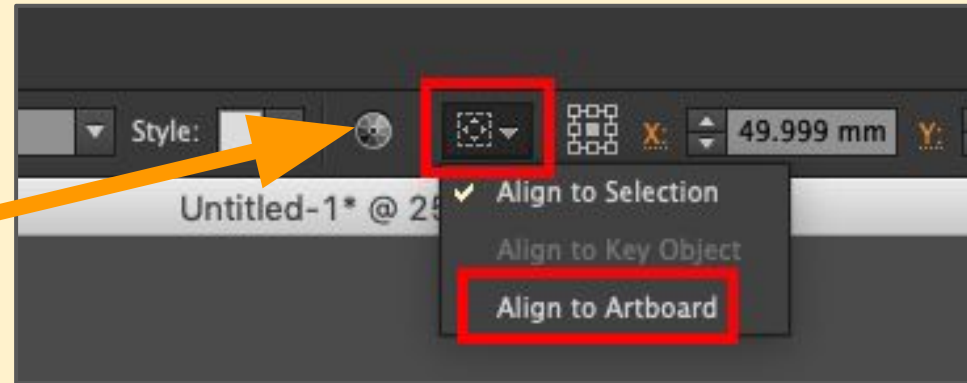 Style:
X:
49.999 mm
Y:
Untitled-1* @ 25
Align to Selection
Align to Key Object
Align to Artboard